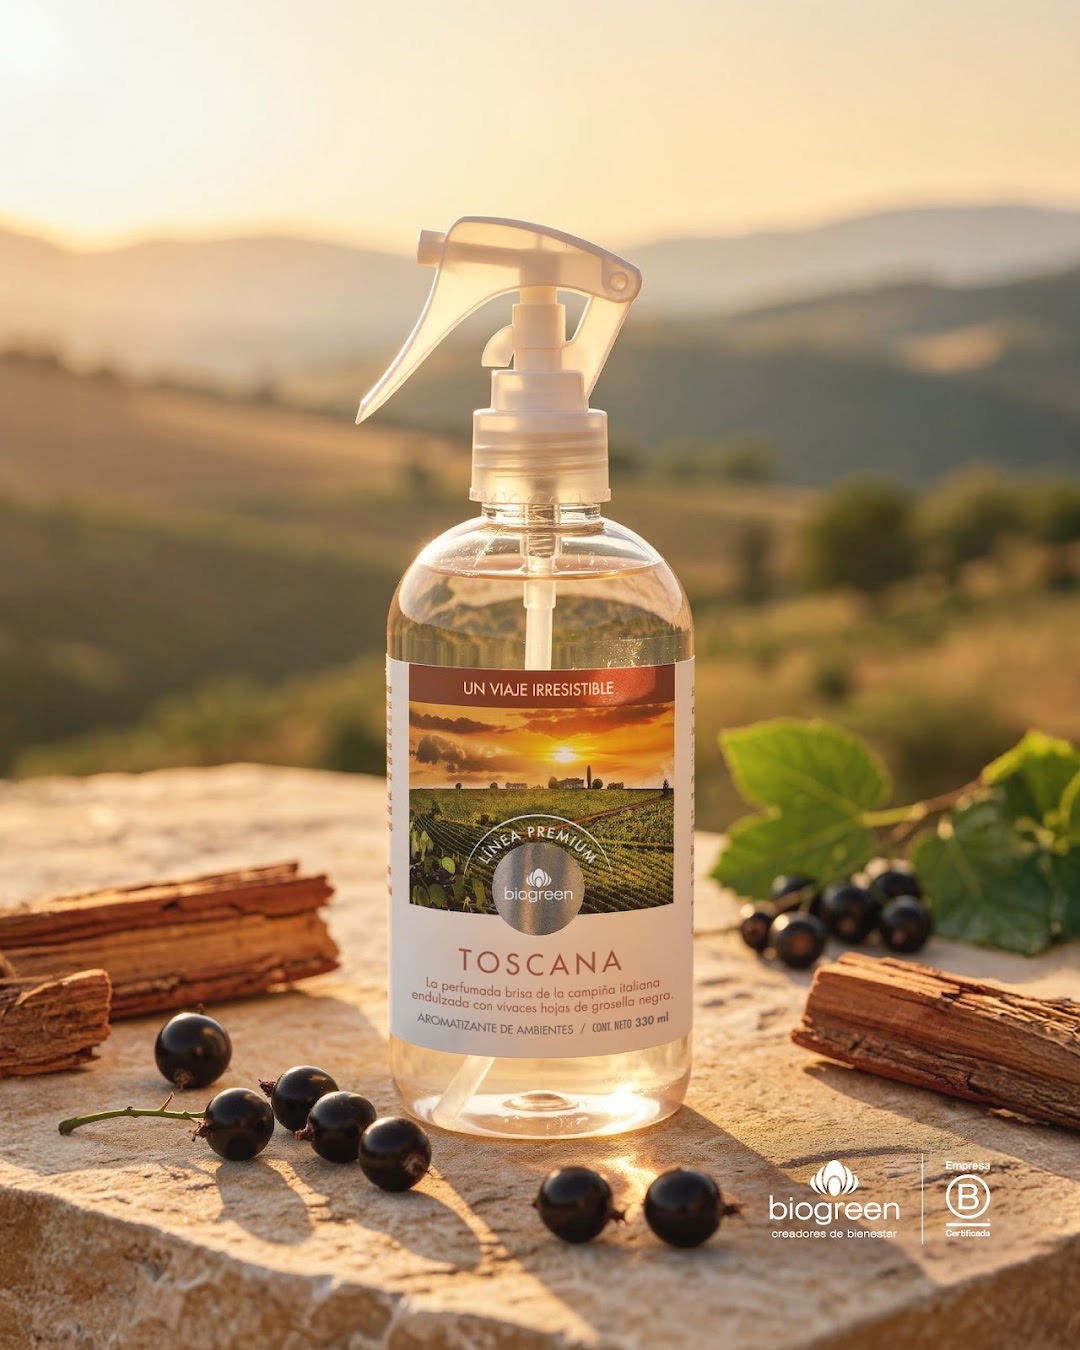 UN VIAJE IRRESISTIBLE
LÍNEA PREMIUM
biogreen
TOSCANA
La perfumada brisa de la campiña italiana
endulzada con vivaces hojas de grosella negra.
AROMATIZANTE DE AMBIENTES / CONT. NETO 330 ml
biogreen
creadores de bienestar
Empresa
B
Certificada